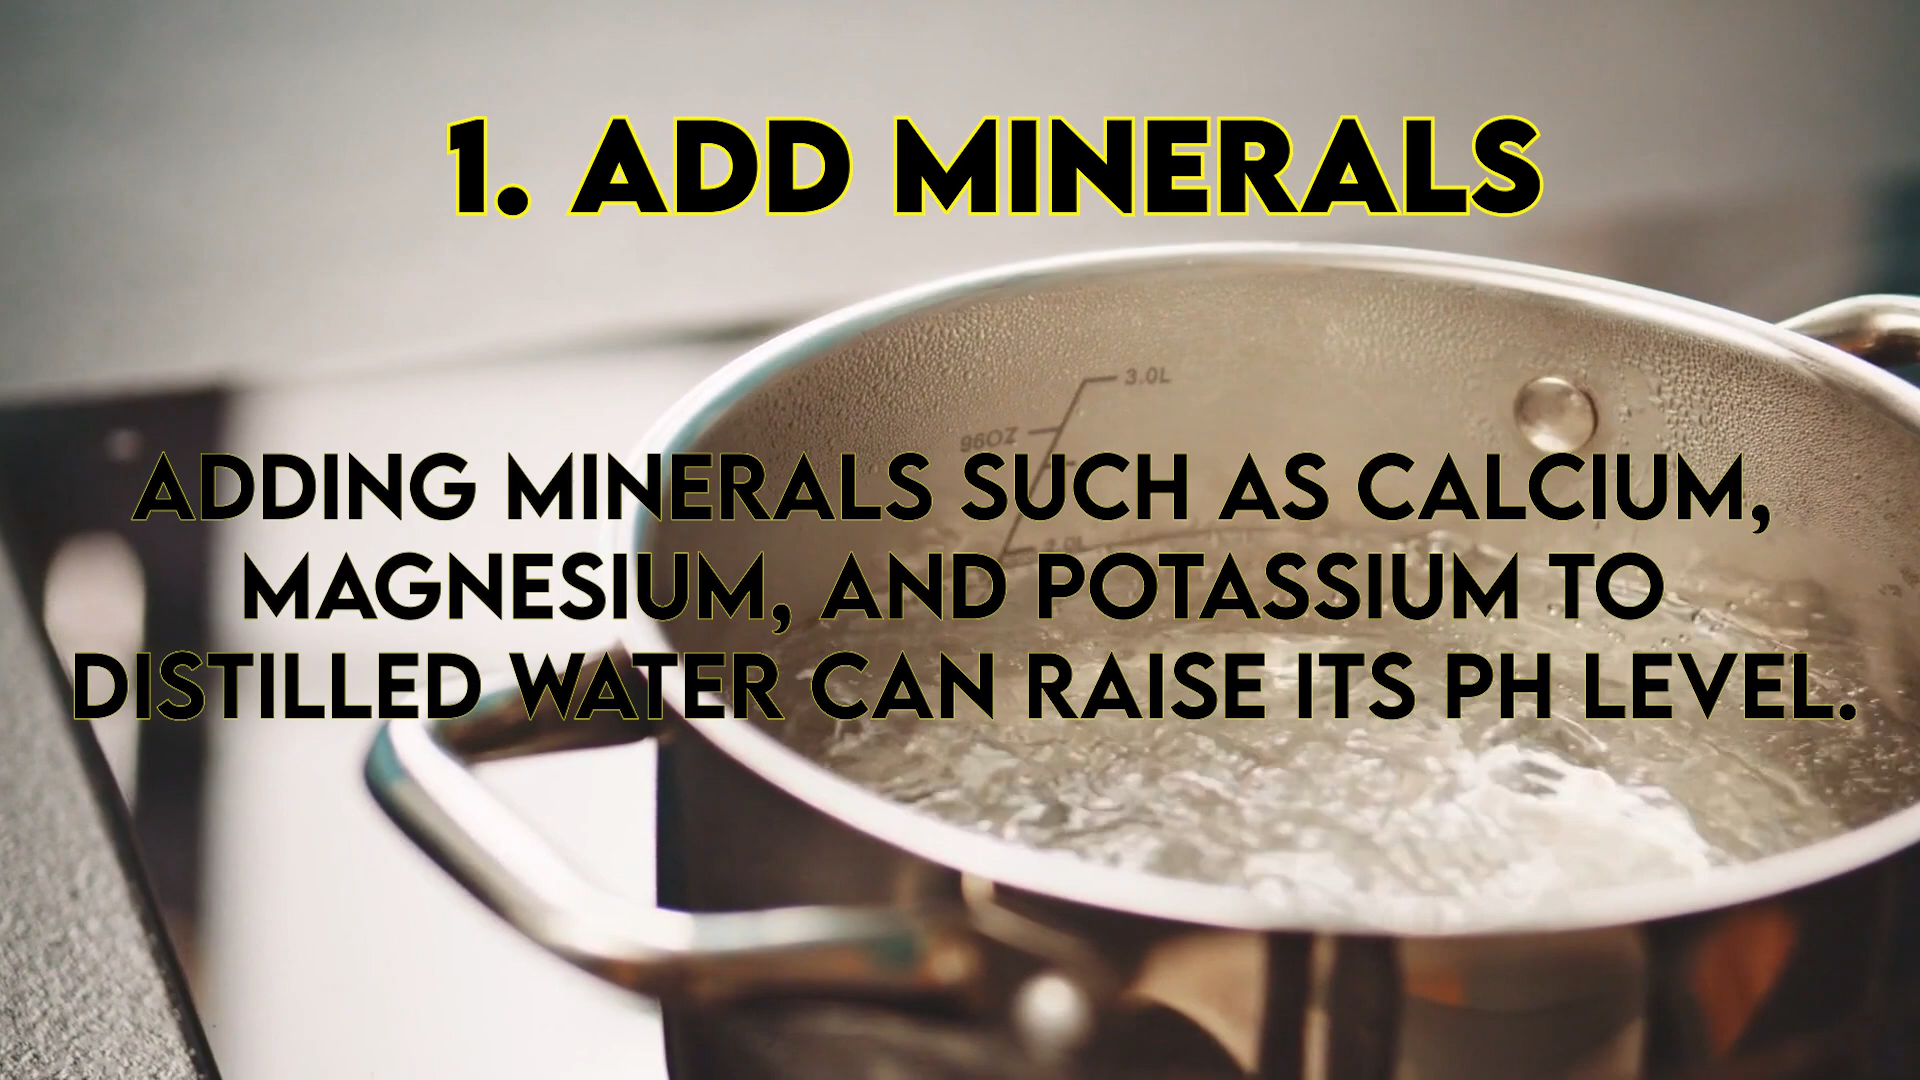 1. ADD MINERALS
3.0L
96OZ
ADDING MINERALS SUCH AS CALCIUM,
MAGNESIUM, AND POTASSIUM TO
DISTILLED WATER CAN RAISE ITS PH LEVEL.